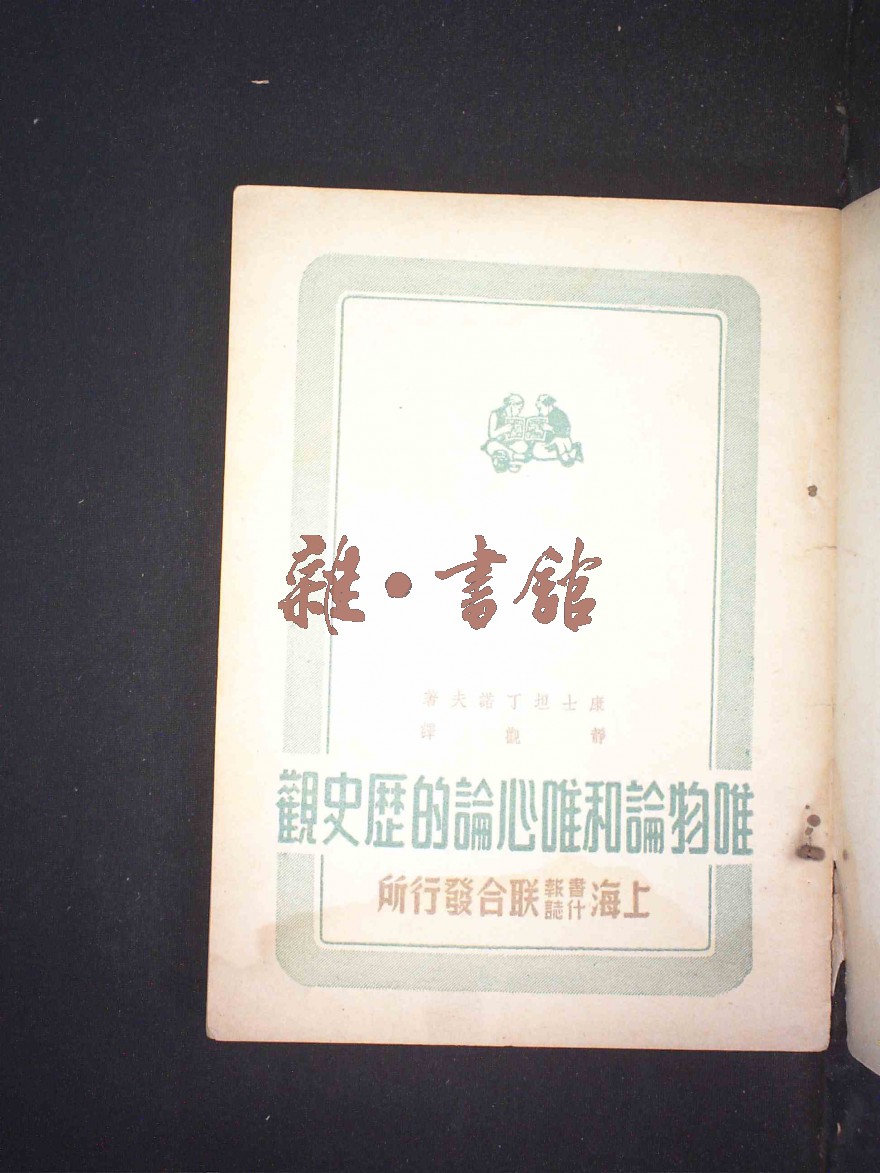 雜·書館
康士坦丁諾夫著
靜觀譯
唯物論和唯心論的歷史觀
上海書報什誌联合發行所